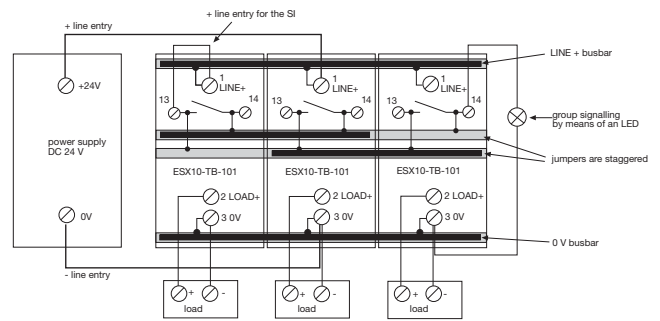 + line entry for the SI
+ line entry
LINE + busbar
+24V
1
LINE+
1
LINE+
1
LINE+
13
14
13
14
13
14
group signalling
by means of an LED
power supply
DC 24 V
jumpers are staggered
ESX10-TB-101
ESX10-TB-101
ESX10-TB-101
2 LOAD+
2 LOAD+
2 LOAD+
0V
3 0V
3 0V
3 0V
0 V busbar
- line entry
+
-
+
-
+
-
load
load
load